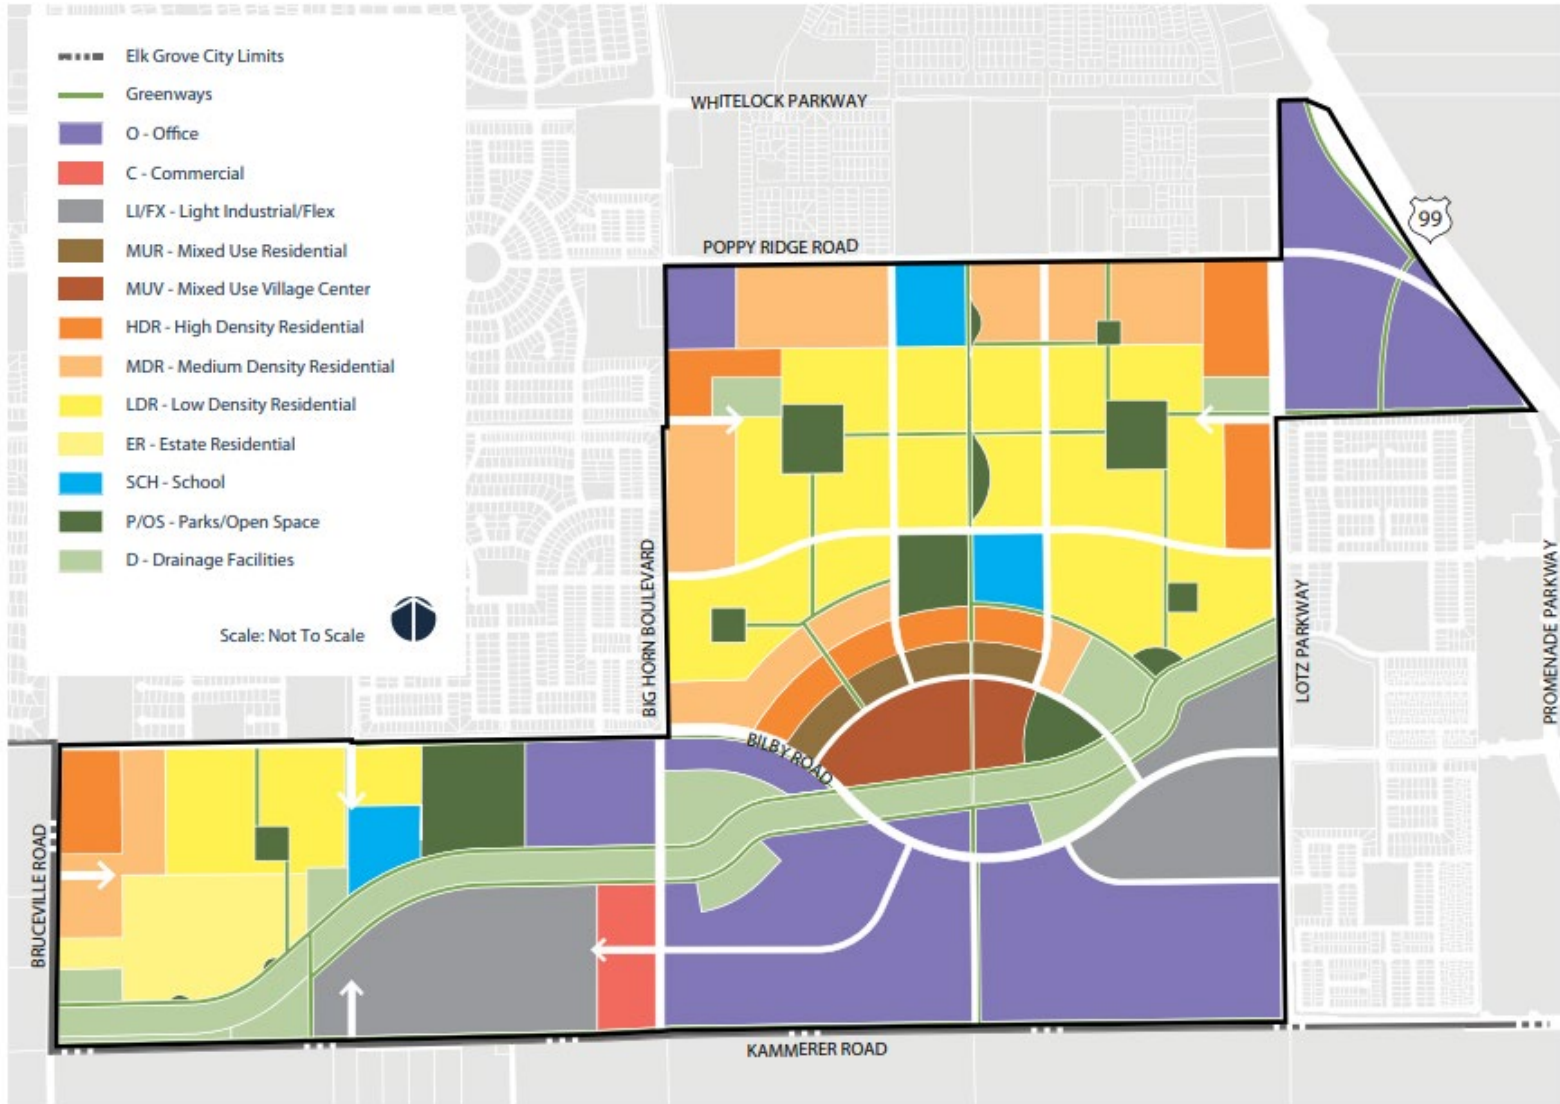 Elk Grove City Limits
Greenways
O - Office
C - Commercial
LI/FX - Light Industrial/Flex
MUR - Mixed Use Residential
MUV - Mixed Use Village Center
HDR - High Density Residential
MDR - Medium Density Residential
LDR - Low Density Residential
ER - Estate Residential
SCH - School
P/OS - Parks/Open Space
D - Drainage Facilities
Scale: Not To Scale
WHITELOCK PARKWAY
99
POPPY RIDGE ROAD
BIG HORN BOULEVARD
LOTZ PARKWAY
PROMENADE PARKWAY
BILBY ROAD
BRUCEVILLE ROAD
KAMMERER ROAD